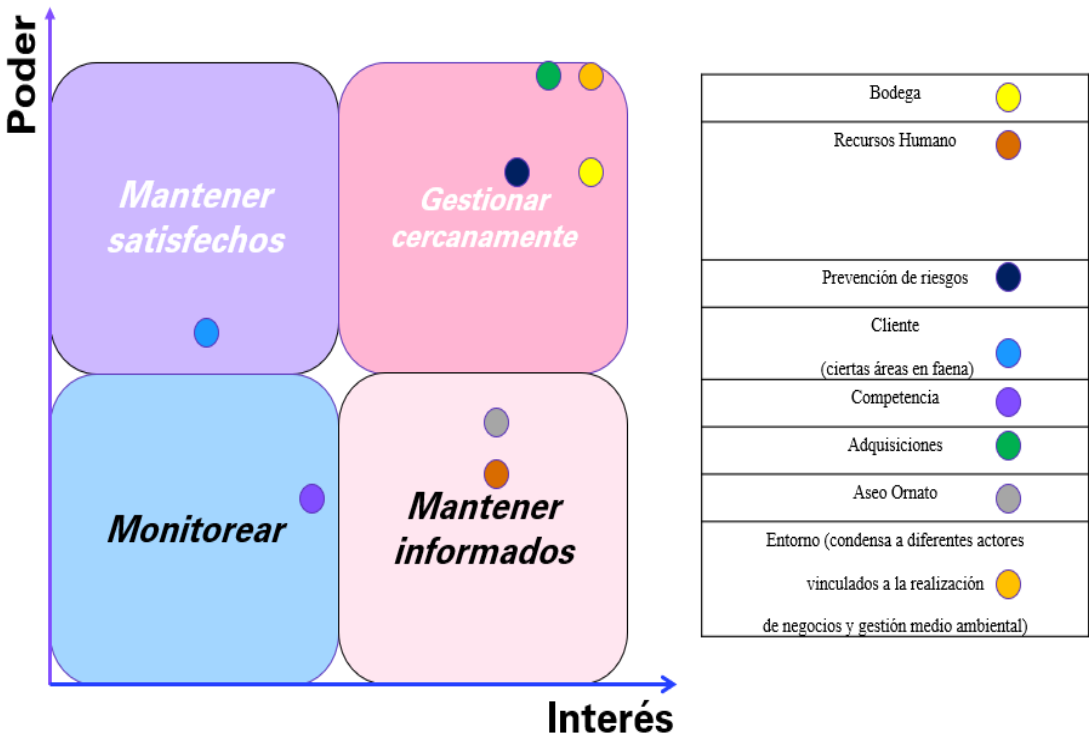 Poder
Mantener
satisfechos
Gestionar
cercanamente
Monitorear
Mantener
informados
Interés
Bodega
Recursos Humano
Prevención de riesgos
Cliente
(ciertas áreas en faena)
Competencia
Adquisiciones
Aseo Ornato
Entorno (condensa a diferentes actores
vinculados a la realización
de negocios y gestión medio ambiental)